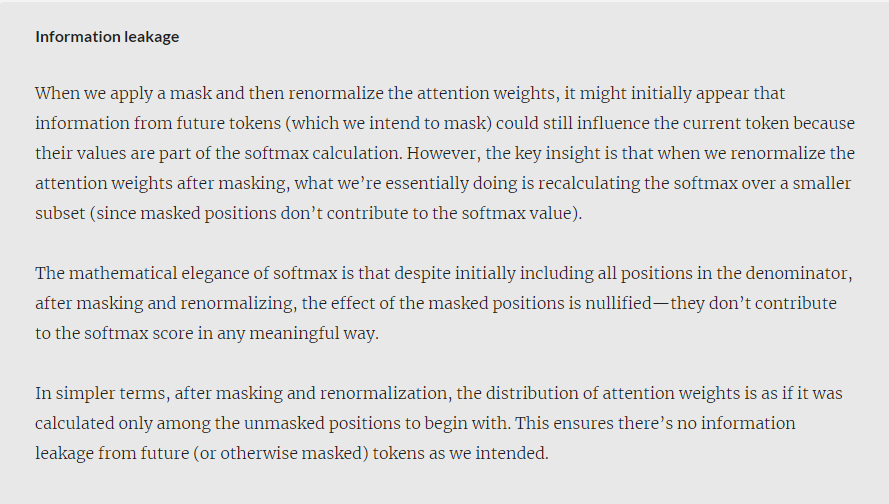 Information leakage
When we apply a mask and then renormalize the attention weights, it might initially appear that
information from future tokens (which we intend to mask) could still influence the current token because
their values are part of the softmax calculation. However, the key insight is that when we renormalize the
attention weights after masking, what we’re essentially doing is recalculating the softmax over a smaller
subset (since masked positions don’t contribute to the softmax value).
The mathematical elegance of softmax is that despite initially including all positions in the denominator,
after masking and renormalizing, the effect of the masked positions is nullified—they don’t contribute
to the softmax score in any meaningful way.
In simpler terms, after masking and renormalization, the distribution of attention weights is as if it was
calculated only among the unmasked positions to begin with. This ensures there’s no information
leakage from future (or otherwise masked) tokens as we intended.